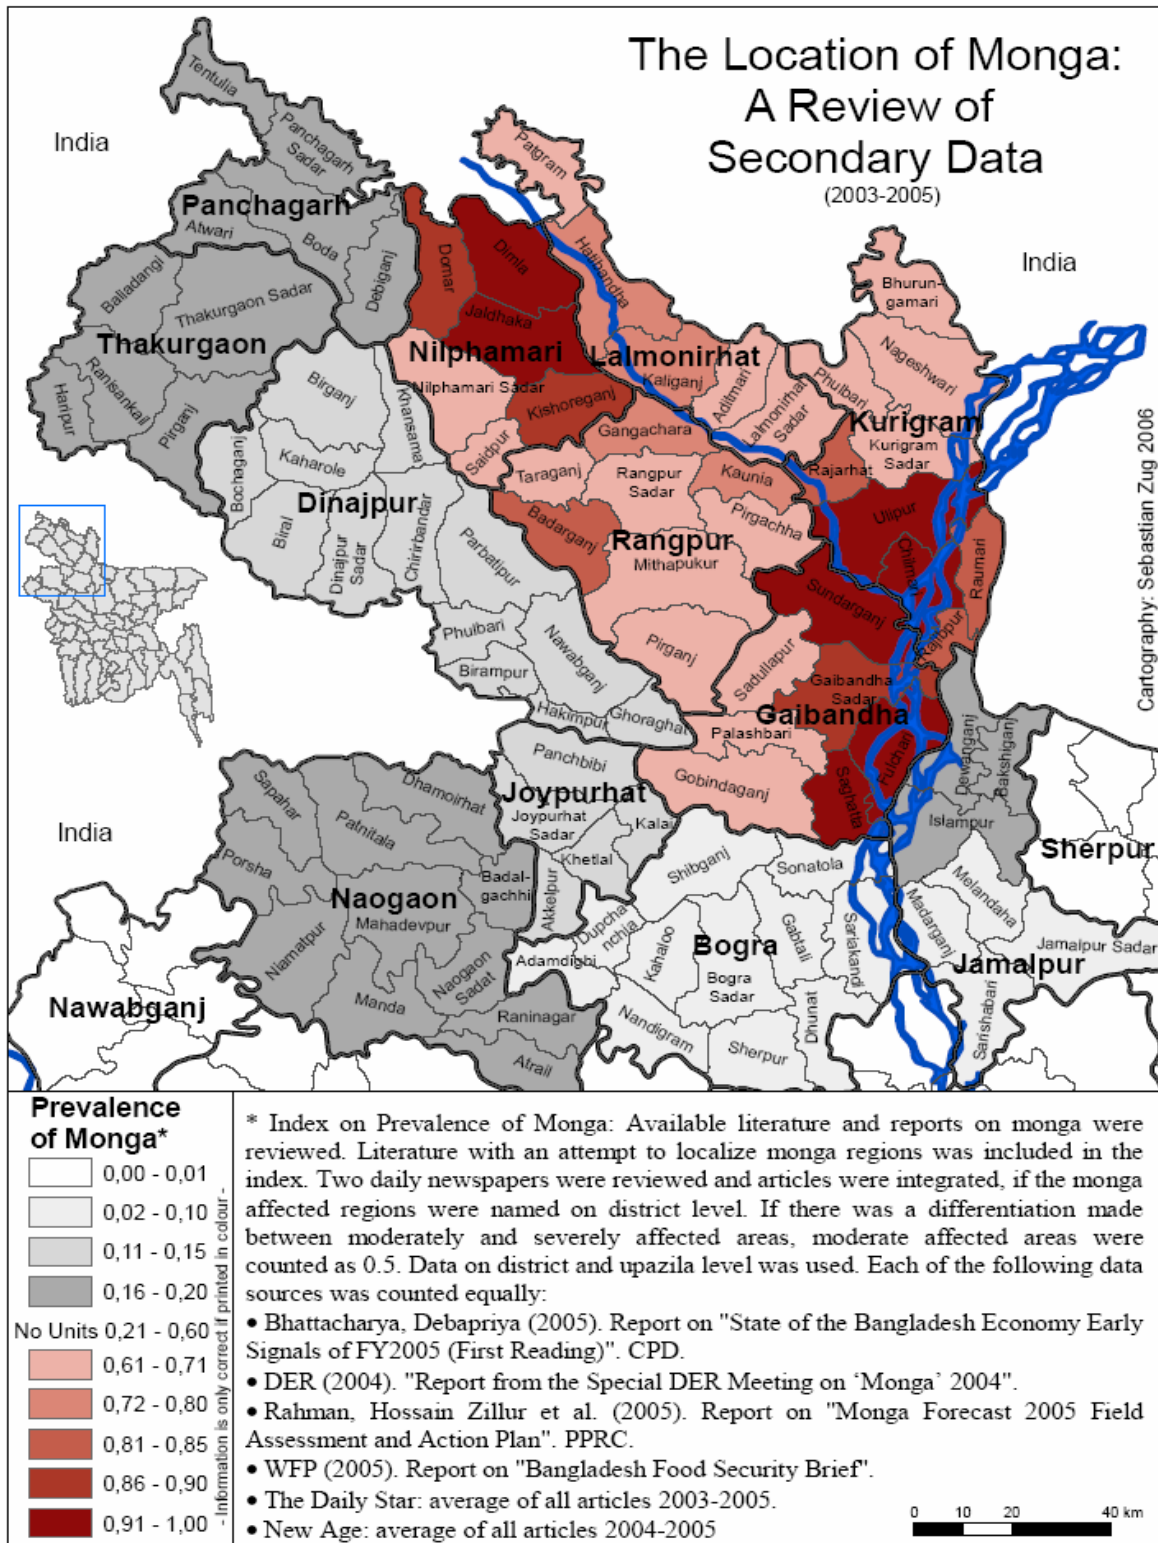 The Location of Monga:
A Review of
Secondary Data
(2003-2005)
India
India
India
Tentulia
Panchagarh
Sadar
Panchagarh
Atwari
Boda
Debiganj
Balladangi
Thakurgaon Sadar
Thakurgaon
Ranisankail
Haripur
Pirganj
Patgram
Hatibandha
Domar
Dimla
Jaldhaka
Nilphamari
Nilphamari Sadar
Kishoreganj
Saidpur
Lalmonirhat
Kaliganj
Aditmari
Lalmonirhat
Sadar
Bhurun-
gamari
Nageshwari
Phulbari
Kurigram
Kurigram
Sadar
Rajarhat
Ulipur
Chilmari
Raumari
Rajibpur
Birganj
Khansama
Bochaganj
Kaharole
Dinajpur
Biral
Dinajpur
Sadar
Chirirbandar
Parbatipur
Phulbari
Nawabganj
Birampur
Hakimpur
Ghoraghat
Gangachara
Taraganj
Rangpur
Sadar
Kaunia
Badarganj
Pirgachha
Rangpur
Mithapukur
Pirganj
Sundarganj
Sadullapur
Gaibandha
Sadar
Gaibandha
Palashbari
Fulchari
Gobindaganj
Saghatta
Panchbibi
Joypurhat
Joypurhat
Sadar
Kalai
Khetlal
Akkelpur
Sapahar
Dhamoirhat
Patnitala
Porsha
Badal-
gachhi
Naogaon
Mahadevpur
Niamatpur
Naogaon
Sadat
Manda
Raninagar
Atrail
Nawabganj
Shibganj
Sonatola
Dupcha
nchia
Adamdighi
Kahaloo
Bogra
Gabtali
Sariakandi
Bogra
Sadar
Dhunat
Nandigram
Sherpur
Dewanganj
Bakshiganj
Islampur
Sherpur
Melandaha
Madarganj
Jamalpur Sadar
Jamalpur
Sarishabari
Cartography: Sebastian Zug 2006
Prevalence
of Monga*
0,00 - 0,01
0,02 - 0,10
0,11 - 0,15
0,16 - 0,20
No Units 0,21 - 0,60
0,61 - 0,71
0,72 - 0,80
0,81 - 0,85
0,86 - 0,90
0,91 - 1,00
- Information is only correct if printed in colour -
* Index on Prevalence of Monga: Available literature and reports on monga were
reviewed. Literature with an attempt to localize monga regions was included in the
index. Two daily newspapers were reviewed and articles were integrated, if the monga
affected regions were named on district level. If there was a differentiation made
between moderately and severely affected areas, moderate affected areas were
counted as 0.5. Data on district and upazila level was used. Each of the following data
sources was counted equally:
• Bhattacharya, Debapriya (2005). Report on "State of the Bangladesh Economy Early
Signals of FY2005 (First Reading)". CPD.
• DER (2004). "Report from the Special DER Meeting on ‘Monga’ 2004".
• Rahman, Hossain Zillur et al. (2005). Report on "Monga Forecast 2005 Field
Assessment and Action Plan". PPRC.
• WFP (2005). Report on "Bangladesh Food Security Brief".
• The Daily Star: average of all articles 2003-2005.
• New Age: average of all articles 2004-2005
0 10 20 40 km